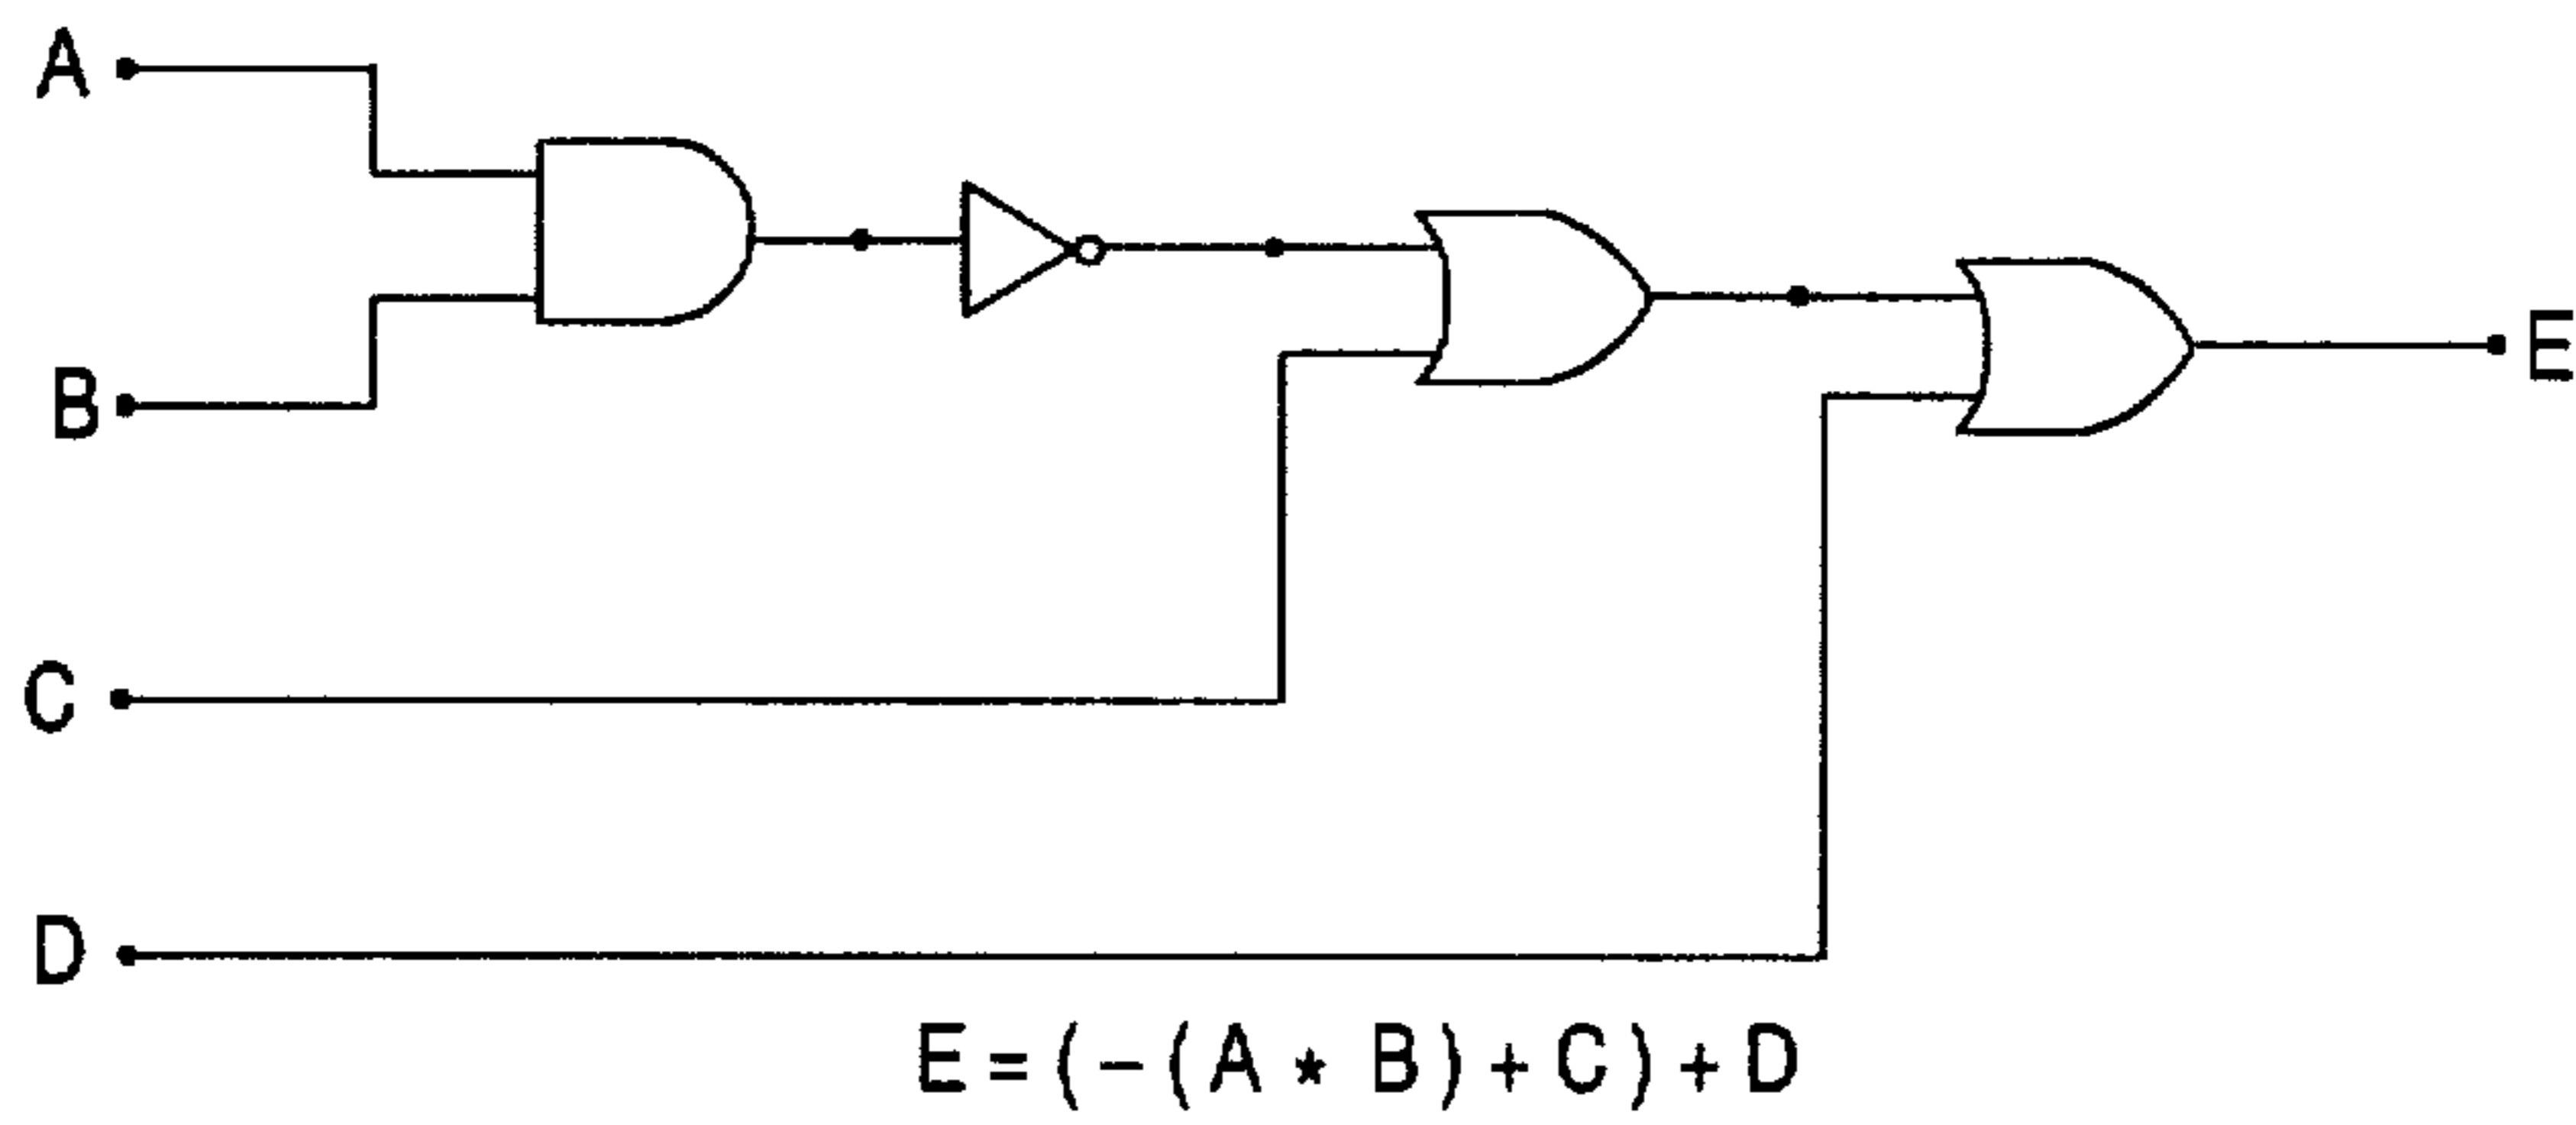 A
B
E
C
D
E = ( – ( A * B ) + C ) + D